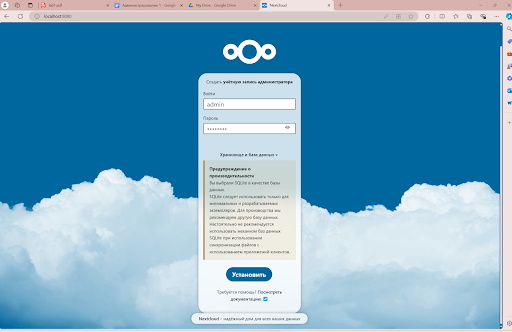 lab1.pdf
Администрирование 1 - Google
My Drive - Google Drive
Nextcloud
localhost:8080
Создать учётную запись администратора
Войти
admin
Пароль
••••••••
Хранилище и база данных
Предупреждение о
производительности
Вы выбрали SQLite в качестве базы
данных.
SQLite следует использовать только для
минимальных и разрабатываемых
экземпляров. Для производства мы
рекомендуем другую базу данных.
Настоятельно не рекомендуется
использовать механизм баз данных
SQLite при использовании
синхронизации файлов с
использованием приложений-клиентов.
Установить
Требуется помощь? Посмотреть
документацию
Nextcloud – надёжный дом для всех ваших данных